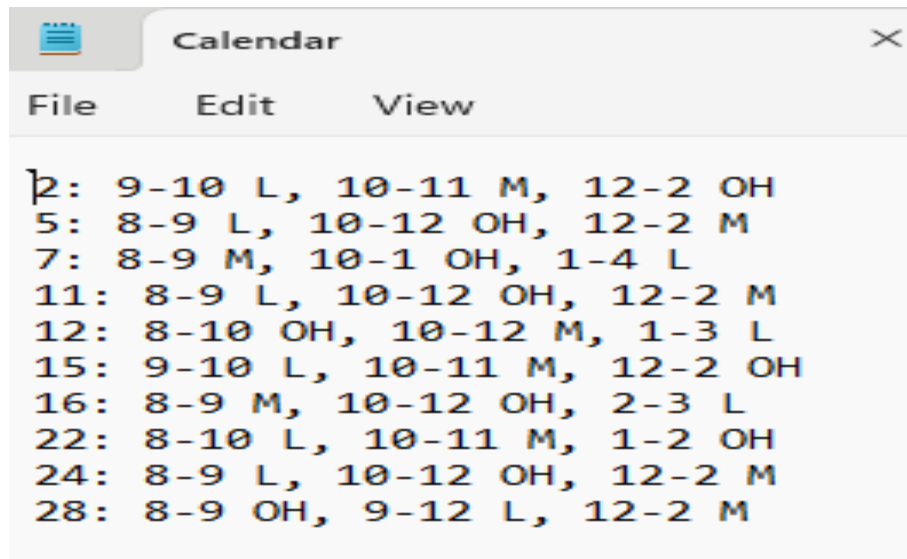 Calendar
File Edit View
2: 9-10 L, 10-11 M, 12-2 OH
5: 8-9 L, 10-12 OH, 12-2 M
7: 8-9 M, 10-1 OH, 1-4 L
11: 8-9 L, 10-12 OH, 12-2 M
12: 8-10 OH, 10-12 M, 1-3 L
15: 9-10 L, 10-11 M, 12-2 OH
16: 8-9 M, 10-12 OH, 2-3 L
22: 8-10 L, 10-11 M, 1-2 OH
24: 8-9 L, 10-12 OH, 12-2 M
28: 8-9 OH, 9-12 L, 12-2 M